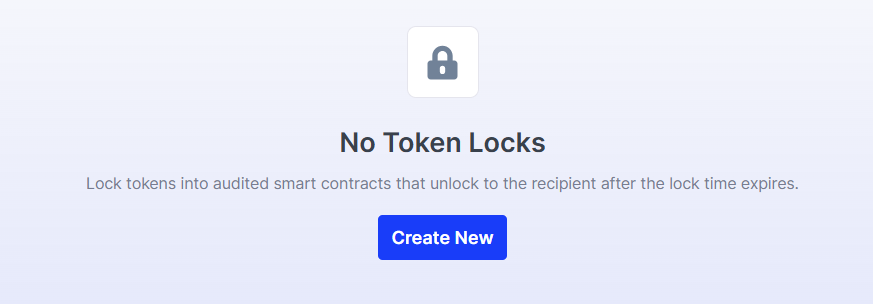 No Token Locks
Lock tokens into audited smart contracts that unlock to the recipient after the lock time expires.
Create New